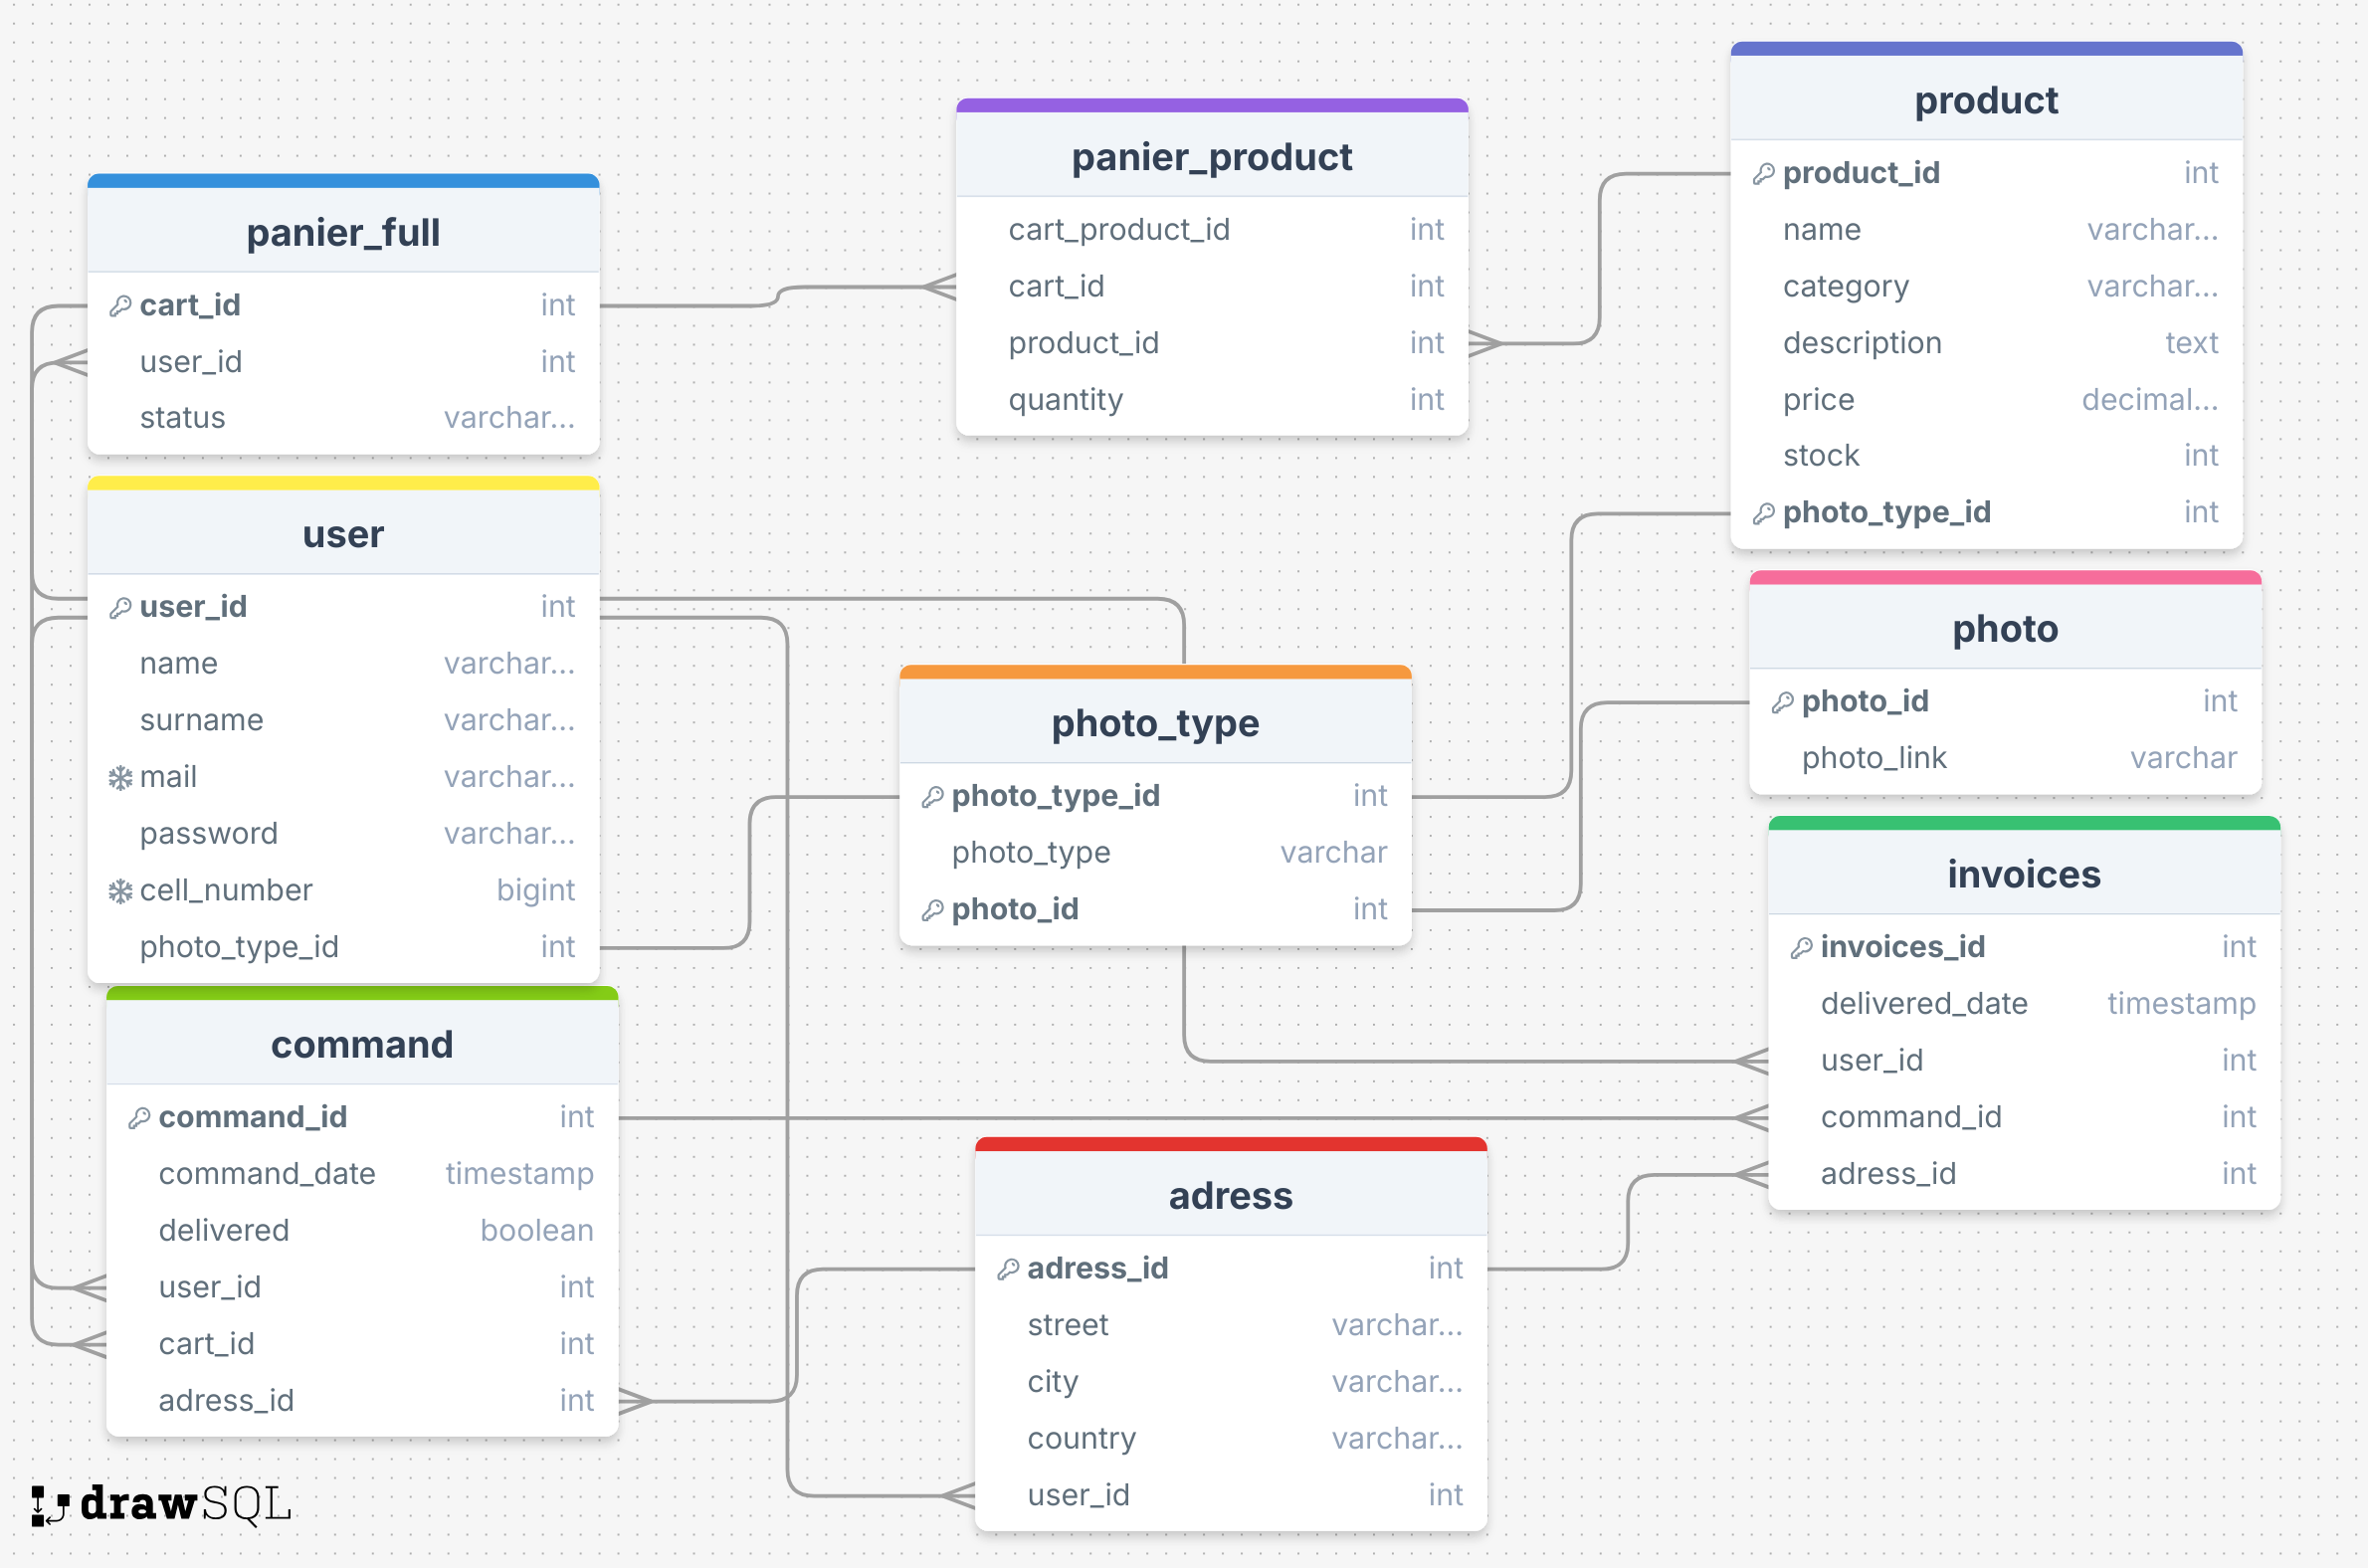 panier_full
cart_id int
user_id int
status varchar...
user
user_id int
name varchar...
surname varchar...
mail varchar...
password varchar...
cell_number bigint
photo_type_id int
command
command_id int
command_date timestamp
delivered boolean
user_id int
cart_id int
adress_id int
panier_product
cart_product_id int
cart_id int
product_id int
quantity int
photo_type
photo_type_id int
photo_type varchar
photo_id int
adress
adress_id int
street varchar...
city varchar...
country varchar...
user_id int
product
product_id int
name varchar...
category varchar...
description text
price decimal...
stock int
photo_type_id int
photo
photo_id int
photo_link varchar
invoices
invoices_id int
delivered_date timestamp
user_id int
command_id int
adress_id int
drawSQL